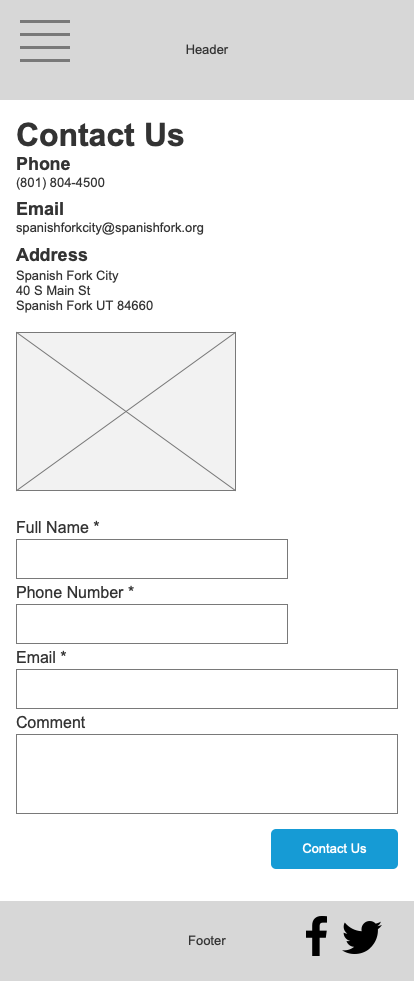 Header
Contact Us
Phone
(801) 804-4500
Email
spanishforkcity@spanishfork.org
Address
Spanish Fork City
40 S Main St
Spanish Fork UT 84660
Full Name *
Phone Number *
Email *
Comment
Contact Us
Footer